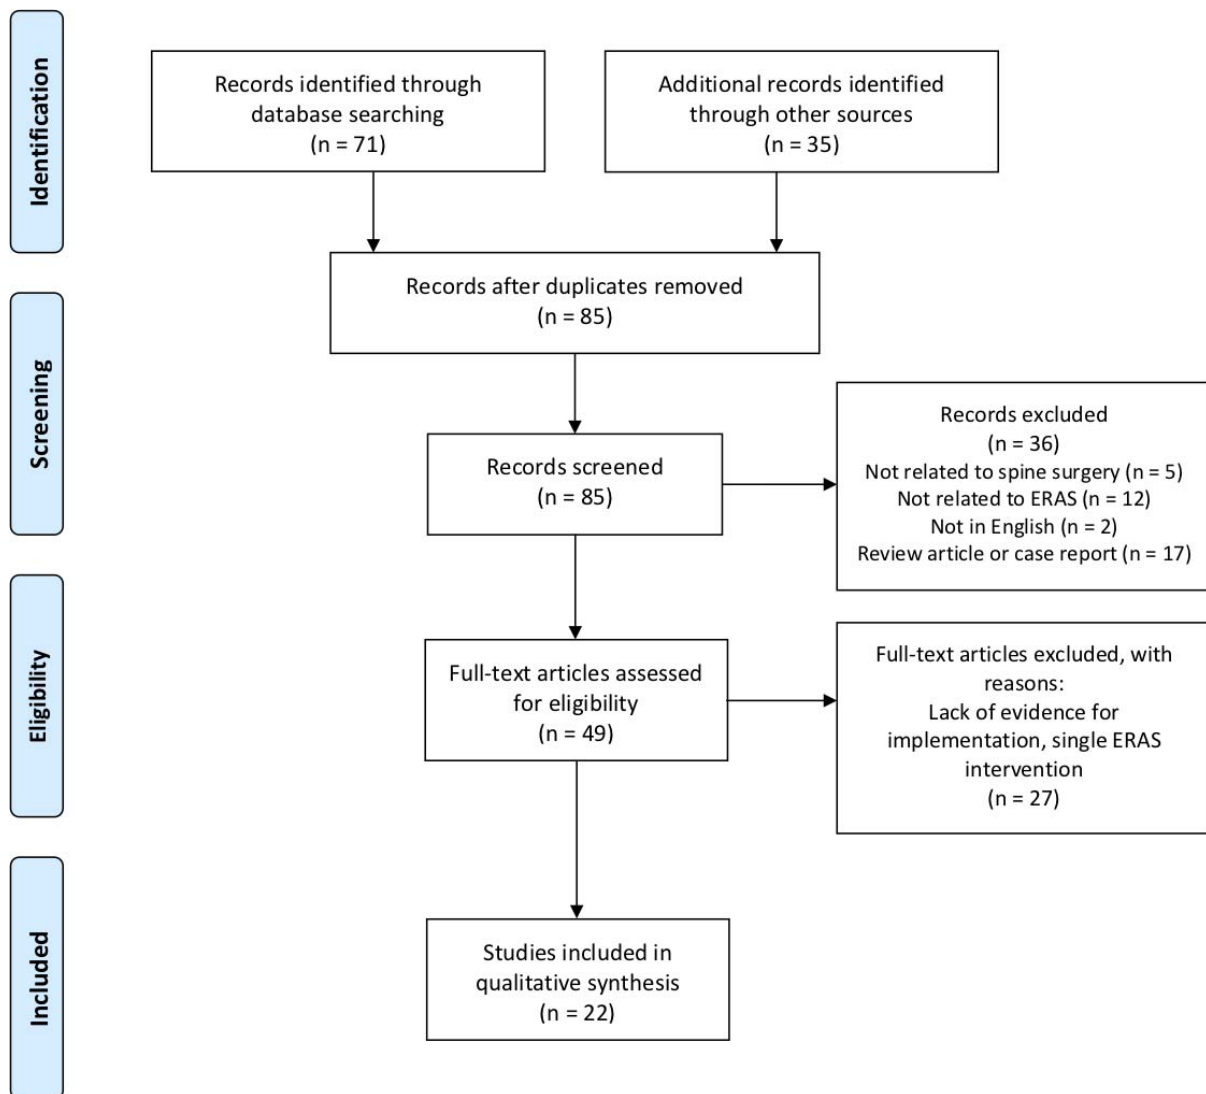 Identification
Records identified through
database searching
(n = 71)
Additional records identified
through other sources
(n = 35)
Records after duplicates removed
(n = 85)
Screening
Records screened
(n = 85)
Records excluded
(n = 36)
Not related to spine surgery (n = 5)
Not related to ERAS (n = 12)
Not in English (n = 2)
Review article or case report (n = 17)
Eligibility
Full-text articles assessed
for eligibility
(n = 49)
Full-text articles excluded, with
reasons:
Lack of evidence for
implementation, single ERAS
intervention
(n = 27)
Included
Studies included in
qualitative synthesis
(n = 22)